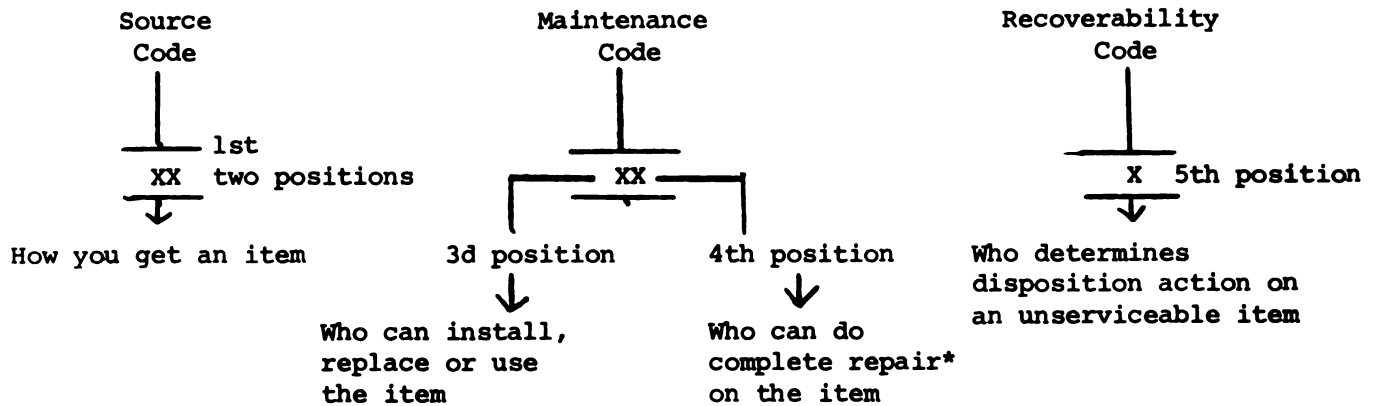 Source
Code
Maintenance
Code
Recoverability
Code
1st
XX two positions
XX
X 5th position
How you get an item
3d position
4th position
Who determines
disposition action on
an unserviceable item
Who can install,
replace or use
the item
Who can do
complete repair*
on the item